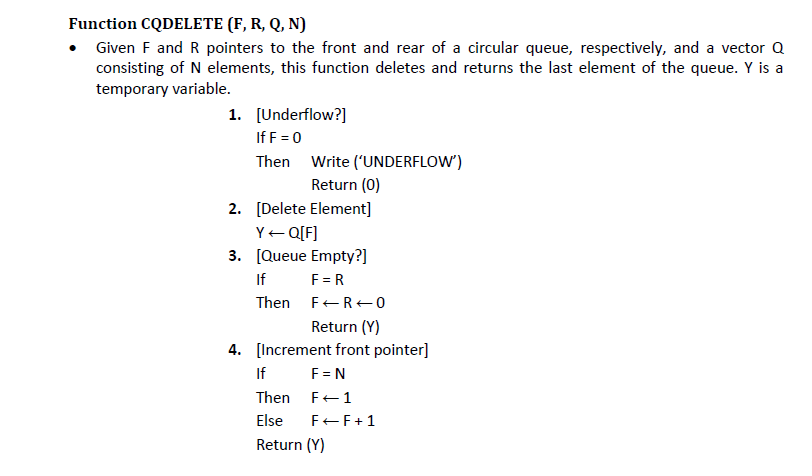 Function CQDELETE (F, R, Q, N)
• Given F and R pointers to the front and rear of a circular queue, respectively, and a vector Q
consisting of N elements, this function deletes and returns the last element of the queue. Y is a
temporary variable.
1. [Underflow?]
If F = 0
Then Write (‘UNDERFLOW’)
Return (0)
2. [Delete Element]
Y ← Q[F]
3. [Queue Empty?]
If F = R
Then F ← R ← 0
Return (Y)
4. [Increment front pointer]
If F = N
Then F ← 1
Else F ← F + 1
Return (Y)